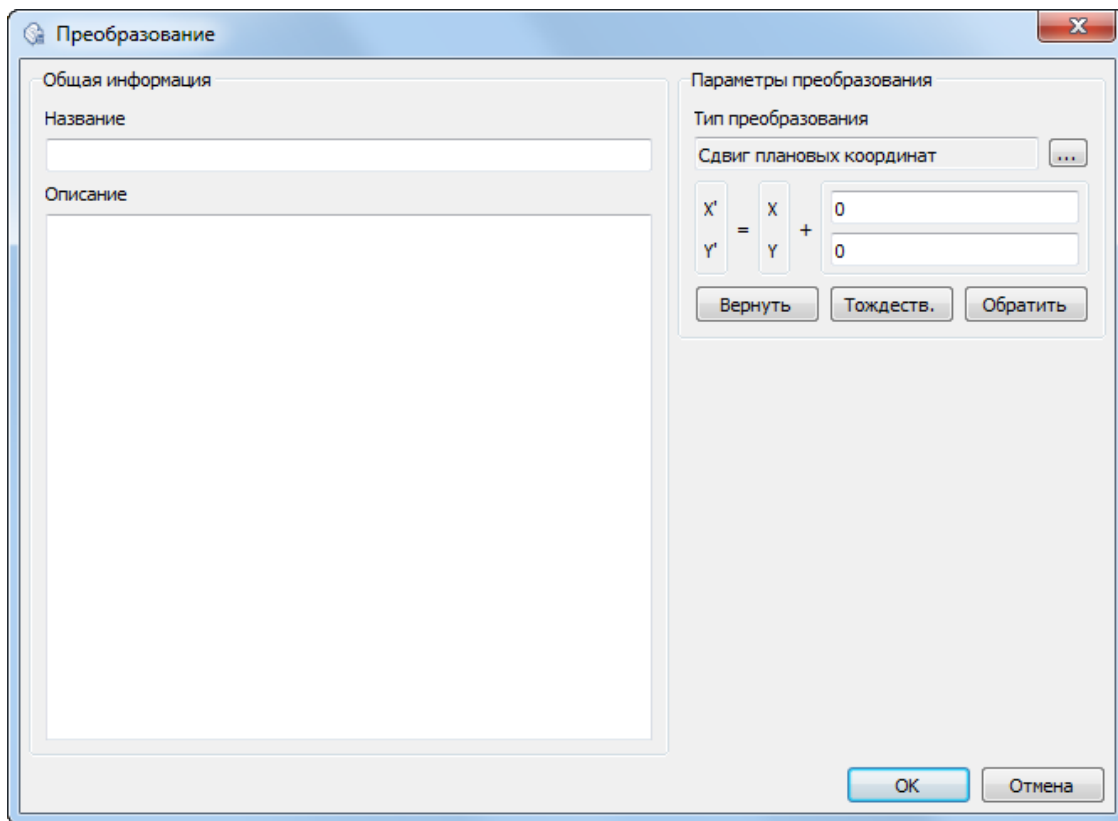 Преобразование
Общая информация
Название
Описание
Параметры преобразования
Тип преобразования
Сдвиг плановых координат
...
X' = X + 0
Y' Y 0
Вернуть Тождеств. Обратить
OK Отмена